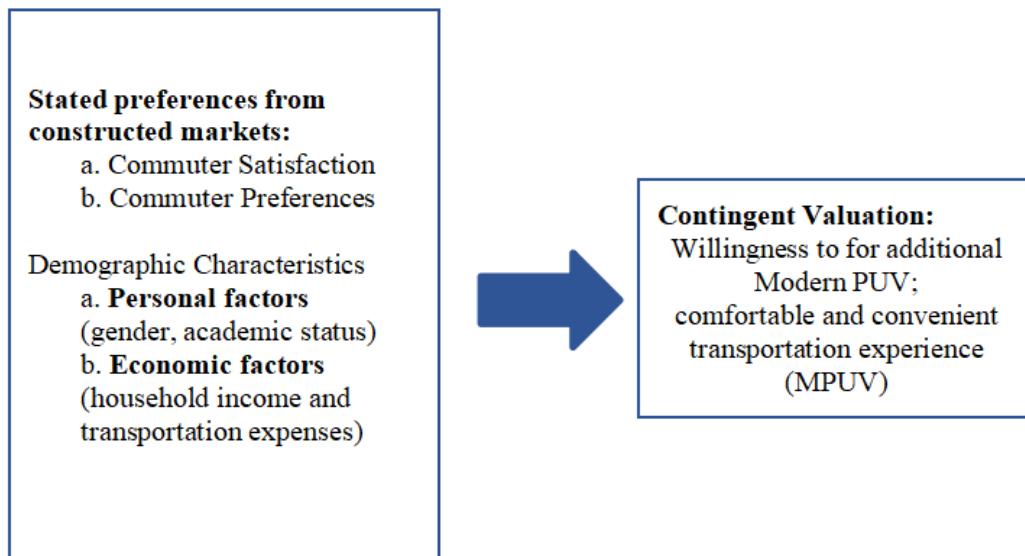 Stated preferences from
constructed markets:
a. Commuter Satisfaction
b. Commuter Preferences
Demographic Characteristics
a. Personal factors
(gender, academic status)
b. Economic factors
(household income and
transportation expenses)
Contingent Valuation:
Willingness to for additional
Modern PUV;
comfortable and convenient
transportation experience
(MPUV)